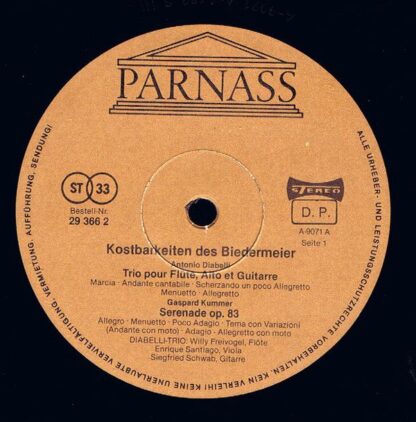 PARNASS
ST 33
Bestell-Nr.
29 366 2
STEREO
D. P.
A-9071 A
Seite 1
Kostbarkeiten des Biedermeier
Antonio Diabelli
Trio pour Flute, Alto et Guitarre
Marcia · Andante cantabile · Scherzando un poco Allegretto
Menuetto · Allegretto
Gaspard Kummer
Serenade op. 83
Allegro · Menuetto · Poco Adagio · Tema con Variazioni
(Andante con moto) · Adagio · Allegretto con moto
DIABELLI-TRIO: Willy Freivogel, Flöte
Enrique Santiago, Viola
Siegfried Schwab, Gitarre
ALLE URHEBER- UND LEISTUNGSSCHUTZRECHTE VORBEHALTEN. KEIN VERLEIH! KEINE UNERLAUBTE VERVIELFÄLTIGUNG, VERMIETUNG, AUFFÜHRUNG, SENDUNG!